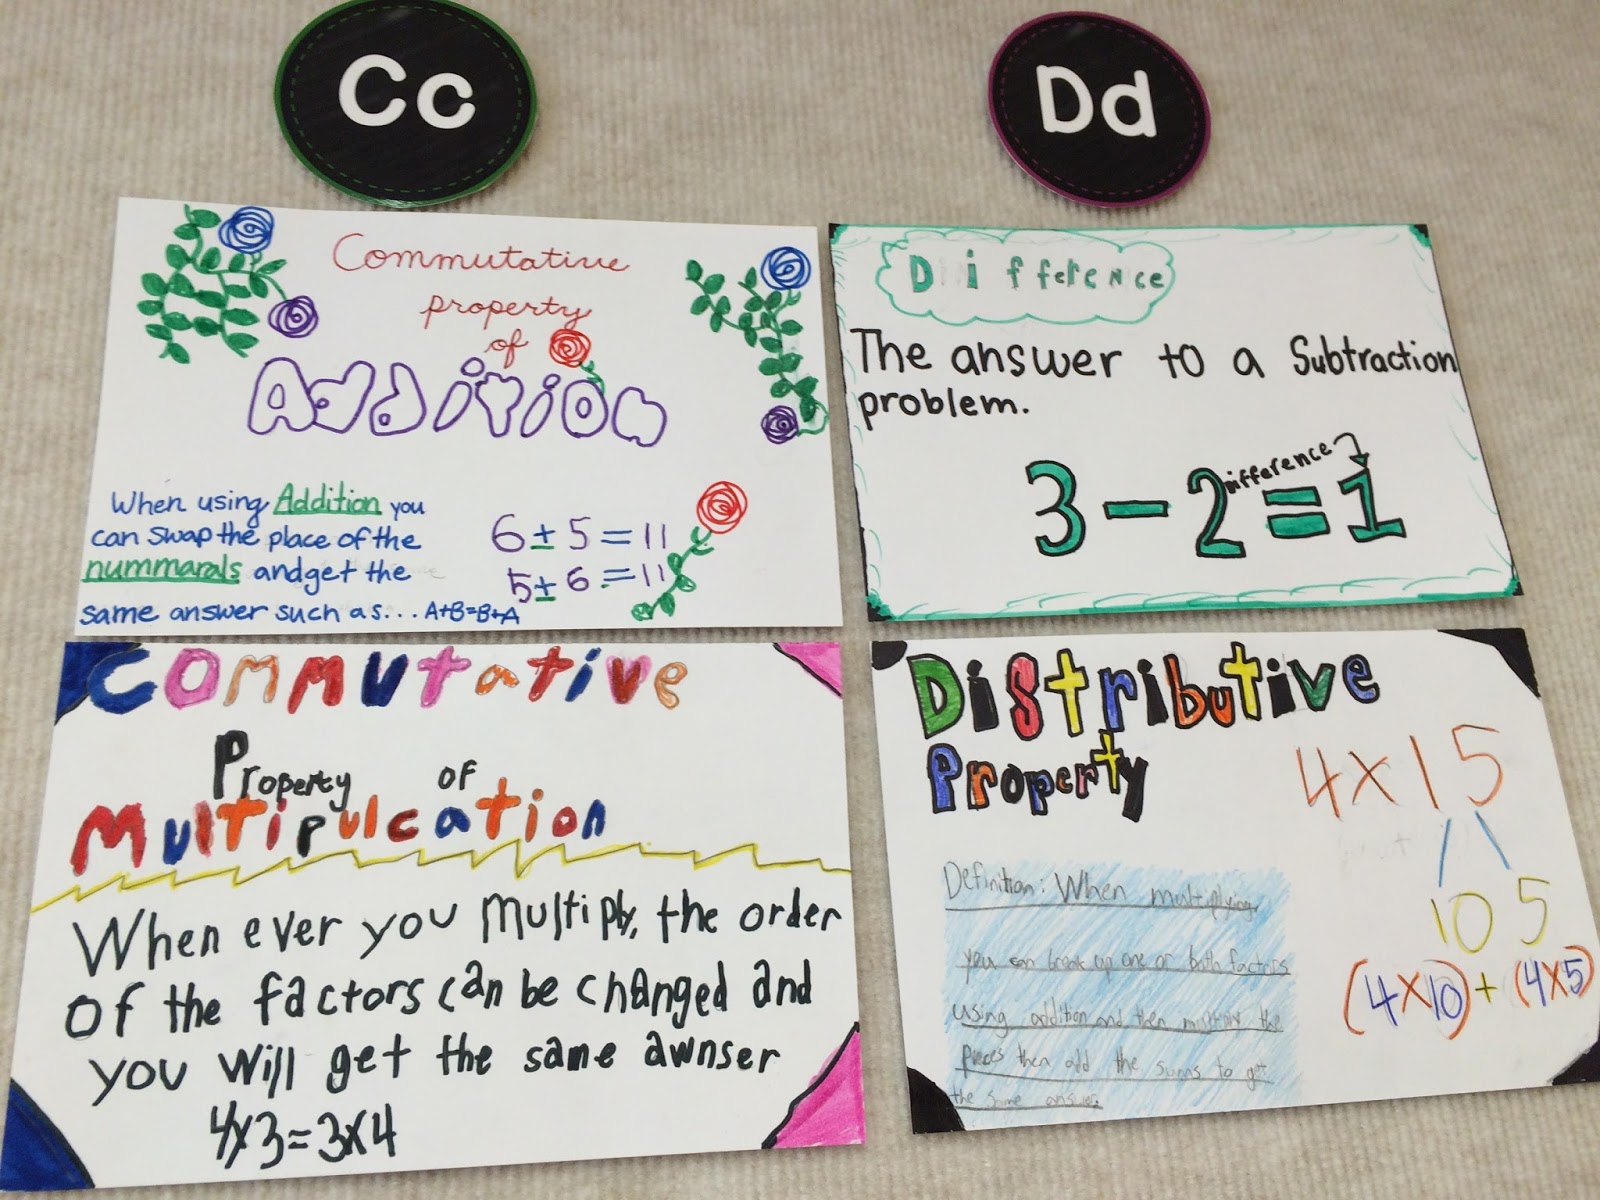 Cc
Commutative
property
of
Addition
When using Addition you
can swap the place of the
nummarals and get the
same answer such as... A+B=B+A
6 + 5 = 11
5 + 6 = 11
Dd
Difference
The answer to a Subtraction
problem.
Difference
3 - 2 = 1
Commutative
Property of
Multipulcation
When ever you multiply, the order
of the factors can be changed and
you will get the same awnser
4x3=3x4
Distributive
Property
4x15
10 5
(4x10) + (4x5)
Definition: When multiplying,
you can break up one or both factors
using addition and then multiply the
pieces then add the sums to get
the same answer.